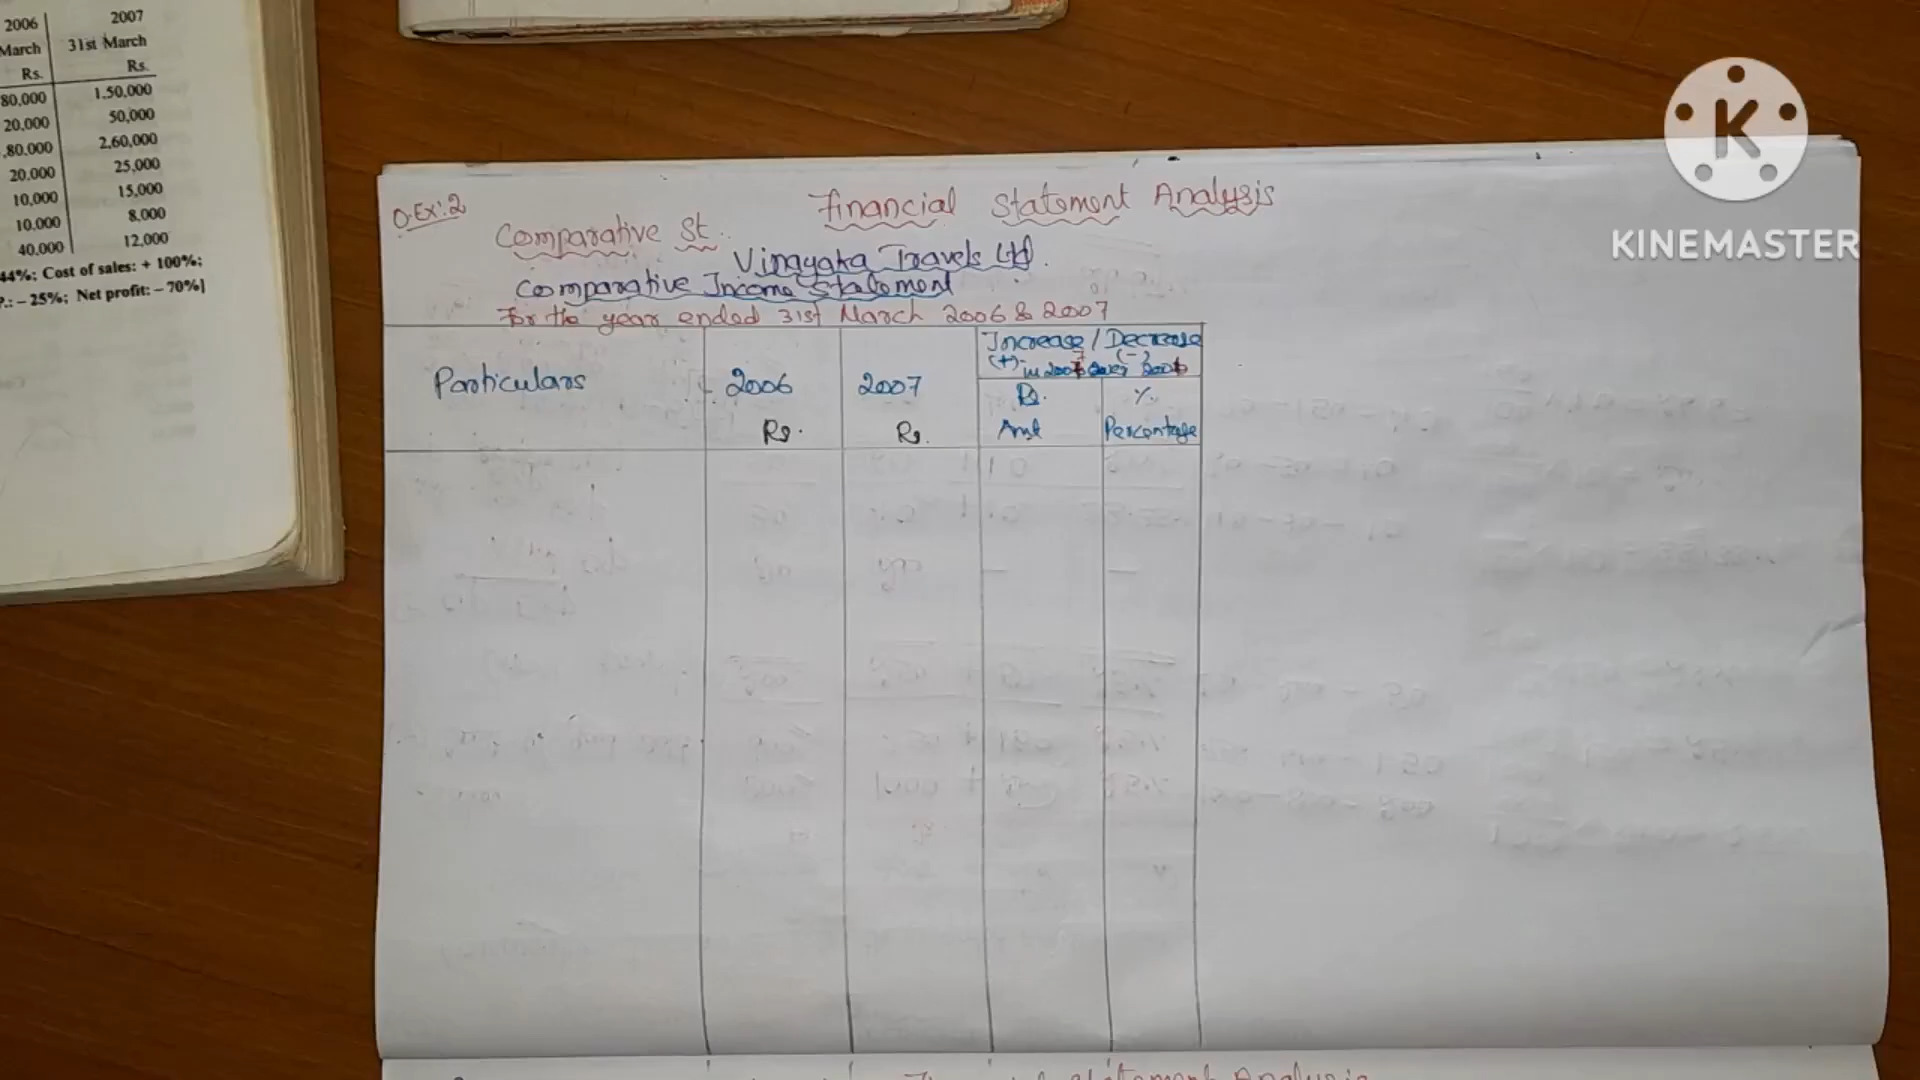 2006 2007
March 31st March
Rs. Rs.
80,000 1,50,000
20,000 50,000
,80,000 2,60,000
20,000 25,000
10,000 15,000
10,000 8,000
40,000 12,000
44%; Cost of sales: + 100%;
P.: – 25%; Net profit: – 70%]
KINEMASTER
O.Ex:2 Financial Statement Analysis
Comparative St.
Vinayaka Travels Ltd.
Comparative Income Statement
For the year ended 31st March 2006 & 2007
Particulars 2006 Rs. 2007 Rs. Increase / Decrease
(+) (-)
Rs. %
Amt Percentage
Statement Analysis